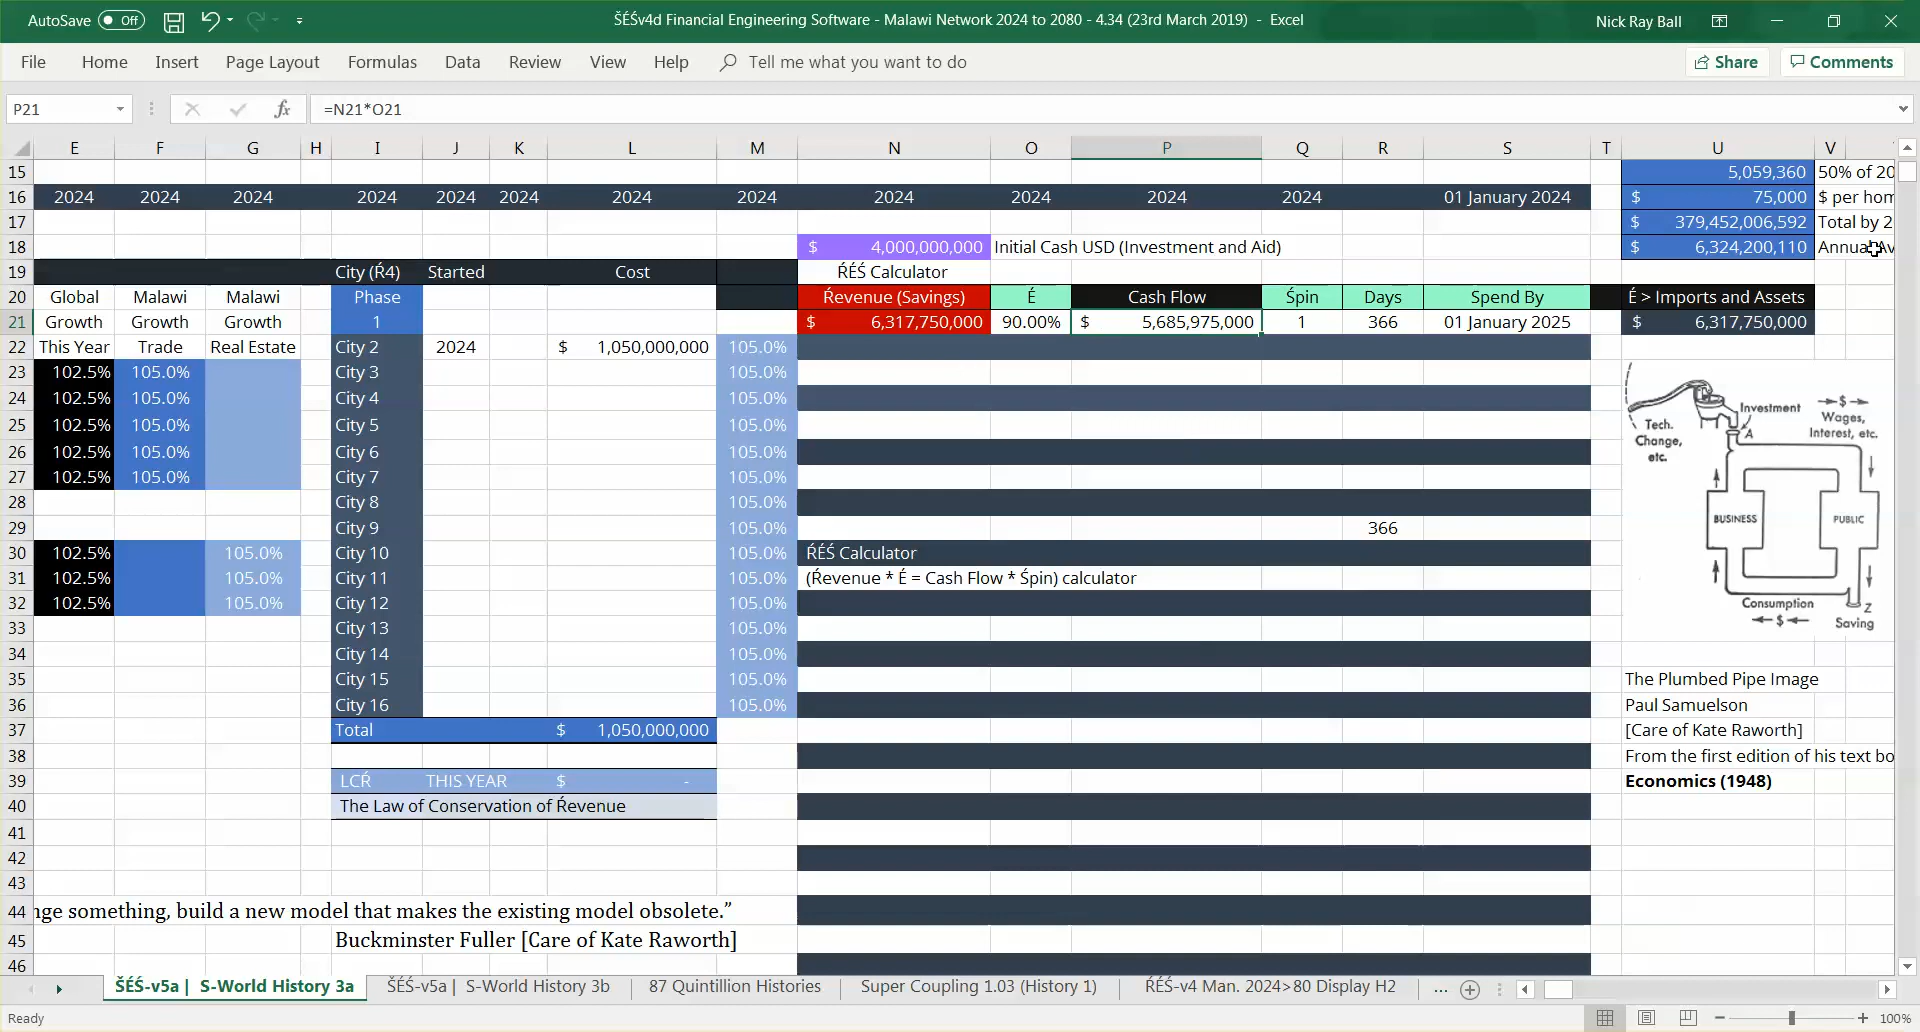 AutoSave Off ŠÉŚv4d Financial Engineering Software - Malawi Network 2024 to 2080 - 4.34 (23rd March 2019) - Excel Nick Ray Ball
File Home Insert Page Layout Formulas Data Review View Help Tell me what you want to do Share Comments
P21 fx =N21*O21
E F G H I J K L M N O P Q R S T U V
15 5,059,360 50% of 20
16 2024 2024 2024 2024 2024 2024 2024 2024 2024 2024 2024 2024 01 January 2024 $ 75,000 $ per hom
17 $ 379,452,006,592 Total by 2
18 $ 4,000,000,000 Initial Cash USD (Investment and Aid) $ 6,324,200,110 Annual Av
19 City (Ŕ4) Started Cost ŔÉŚ Calculator
20 Global Malawi Malawi Phase Ŕevenue (Savings) É Cash Flow Śpin Days Spend By É > Imports and Assets
21 Growth Growth Growth 1 $ 6,317,750,000 90.00% $ 5,685,975,000 1 366 01 January 2025 $ 6,317,750,000
22 This Year Trade Real Estate City 2 2024 $ 1,050,000,000 105.0%
23 102.5% 105.0% City 3 105.0%
24 102.5% 105.0% City 4 105.0%
25 102.5% 105.0% City 5 105.0%
26 102.5% 105.0% City 6 105.0%
27 102.5% 105.0% City 7 105.0%
28 City 8 105.0%
29 City 9 105.0% 366
30 102.5% 105.0% City 10 105.0% ŔÉŚ Calculator
31 102.5% 105.0% City 11 105.0% (Ŕevenue * É = Cash Flow * Śpin) calculator
32 102.5% 105.0% City 12 105.0%
33 City 13 105.0%
34 City 14 105.0%
35 City 15 105.0%
36 City 16 105.0%
37 Total $ 1,050,000,000
38
39 LCŔ THIS YEAR $ -
40 The Law of Conservation of Ŕevenue
41
42
43
44 nge something, build a new model that makes the existing model obsolete.”
45 Buckminster Fuller [Care of Kate Raworth]
46
Investment
$
Wages,
Interest, etc.
A
Tech.
Change,
etc.
BUSINESS
PUBLIC
Consumption
$
Z
Saving
The Plumbed Pipe Image
Paul Samuelson
[Care of Kate Raworth]
From the first edition of his text bo
Economics (1948)
ŠÉŚ-v5a | S-World History 3a ŠÉŚ-v5a | S-World History 3b 87 Quintillion Histories Super Coupling 1.03 (History 1) ŔÉŚ-v4 Man. 2024>80 Display H2 ...
Ready 100%